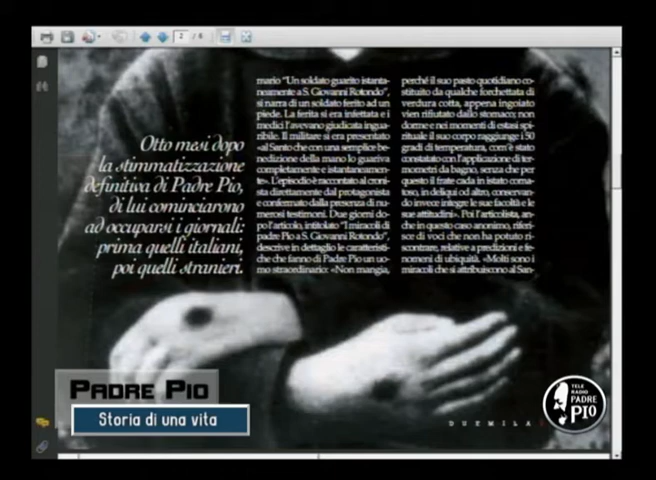 2 / 6
Otto mesi dopo
la stimmatizzazione
definitiva di Padre Pio,
di lui cominciarono
ad occuparsi i giornali:
prima quelli italiani,
poi quelli stranieri.
mario "Un soldato guarito istanta-
neamente a S. Giovanni Rotondo",
si narra di un soldato ferito ad un
piede. La ferita si era infettata e i
medici l'avevano giudicata ingua-
ribile. Il militare si era presentato
«al Santo che con una semplice be-
nedizione della mano lo guariva
completamente e istantaneamen-
te». L'episodio è raccontato al croni-
sta direttamente dal protagonista
e confermato dalla presenza di nu-
merosi testimoni. Due giorni do-
po l'articolo, intitolato "I miracoli di
padre Pio a S. Giovanni Rotondo",
descrive in dettaglio le caratteristi-
che che fanno di Padre Pio un uo-
mo straordinario: «Non mangia,
perché il suo pasto quotidiano co-
stituito da qualche forchettata di
verdura cotta, appena ingoiato
vien rifiutato dallo stomaco; non
dorme e nei momenti di estasi spi-
rituale il suo corpo raggiunge i 50
gradi di temperatura, com'è stato
constatato con l'applicazione di ter-
mometri da bagno, senza che per
questo il frate cada in istato coma-
toso, in deliqui od altro, conservan-
do invece integre le sue facoltà e le
sue attitudini». Poi l'articolista, an-
che in questo caso anonimo, riferi-
sce di voci che non ha potuto ri-
scontrare, relative a predizioni e fe-
nomeni di ubiquità. «Molti sono i
miracoli che si attribuiscono al San-
DUEMILA
PADRE PIO
Storia di una vita
TELE
RADIO
PADRE
PIO